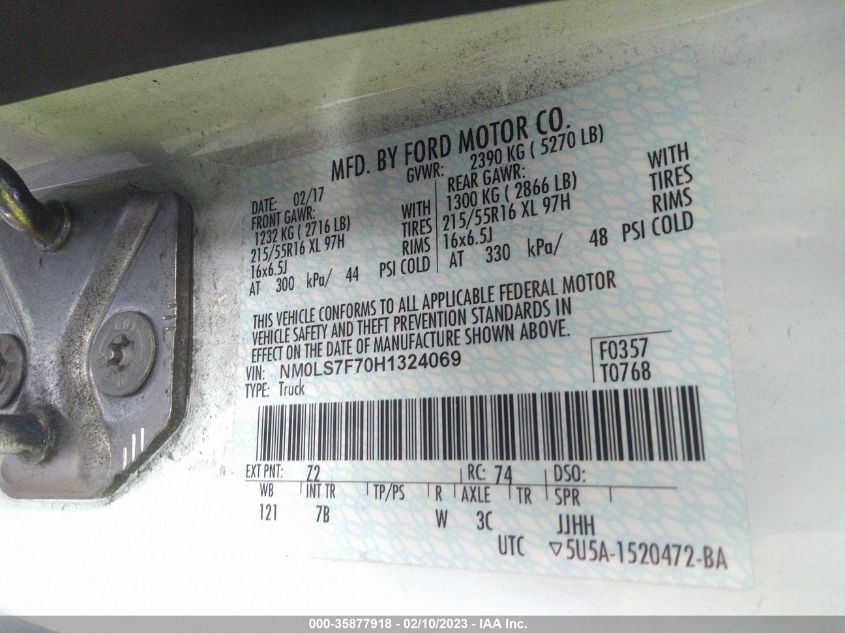 MFD. BY FORD MOTOR CO.
DATE: 02/17 GVWR: 2390 KG ( 5270 LB)
FRONT GAWR: REAR GAWR:
1232 KG ( 2716 LB) WITH 1300 KG ( 2866 LB) WITH
215/55R16 XL 97H TIRES 215/55R16 XL 97H TIRES
16x6.5J RIMS 16x6.5J RIMS
AT 300 kPa/ 44 PSI COLD AT 330 kPa/ 48 PSI COLD
THIS VEHICLE CONFORMS TO ALL APPLICABLE FEDERAL MOTOR
VEHICLE SAFETY AND THEFT PREVENTION STANDARDS IN
EFFECT ON THE DATE OF MANUFACTURE SHOWN ABOVE.
VIN: NM0LS7F70H1324069 F0357
TYPE: Truck T0768
EXT PNT: Z2 RC: 74 DSO:
WB INT TR TP/PS R AXLE TR SPR
121 7B W 3C JJHH
UTC ▽5U5A-1520472-BA
000-35877918 - 02/10/2023 - IAA Inc.